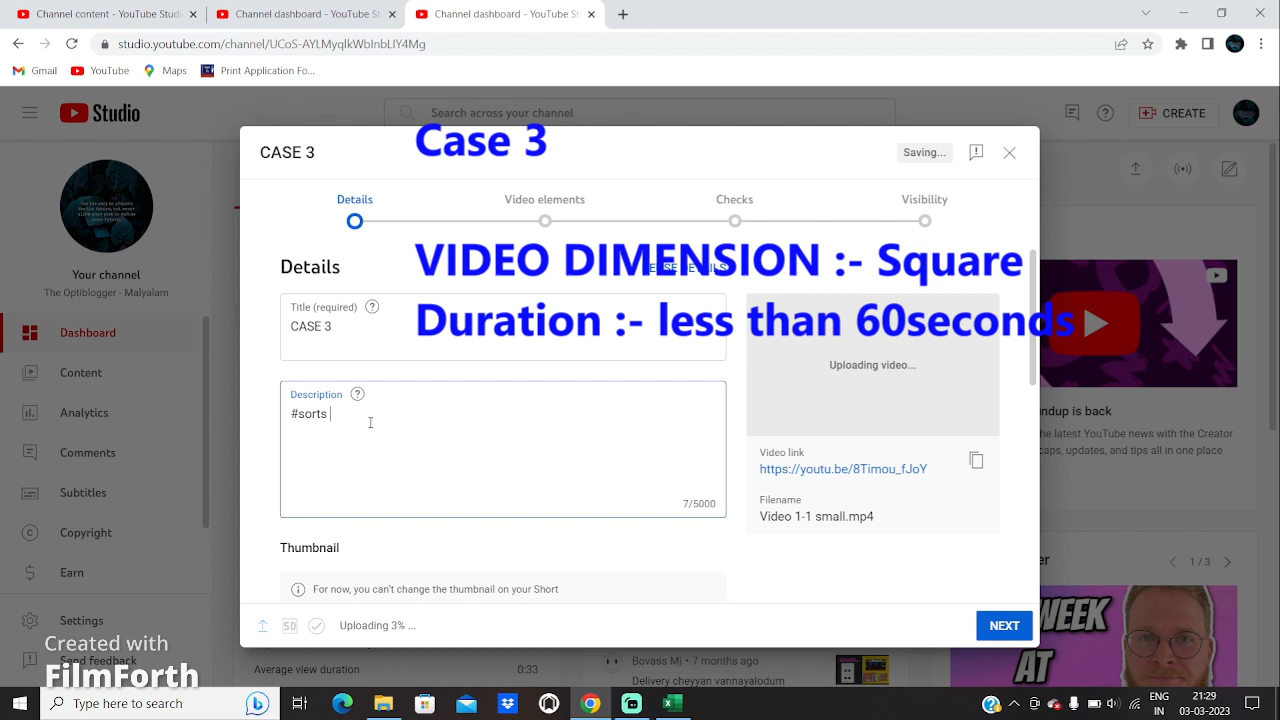 Channel content - YouTube Studio
Channel dashboard - YouTube Stu
Channel dashboard - YouTube Stu
studio.youtube.com/channel/UCoS-AYLMyqlkWbInbLIY4Mg
Gmail
YouTube
Maps
Print Application Fo...
Studio
Search across your channel
CREATE
Case 3
CASE 3
Saving...
Details
Video elements
Checks
Visibility
Your channel
The Optiblogger - Malyalam
Details
VIDEO DIMENSION :- Square
Duration :- less than 60seconds
Title (required)
CASE 3
Dashboard
Content
Analytics
Comments
Subtitles
Copyright
Earn
Settings
Send feedback
Uploading video...
Description
#sorts
7/5000
Video link
https://youtu.be/8Timou_fJoY
Filename
Video 1-1 small.mp4
Thumbnail
For now, you can't change the thumbnail on your Short
Uploading 3% ...
SD
NEXT
ndup is back
the latest YouTube news with the Creator
caps, updates, and tips all in one place
1 / 3
WEEK
AT
Average view duration
0:33
Bovass Mj • 7 months ago
Delivery cheyyan vannayalodum
Created with
FilmForth
Type here to search
ENG
IN
21:29
03-03-2023